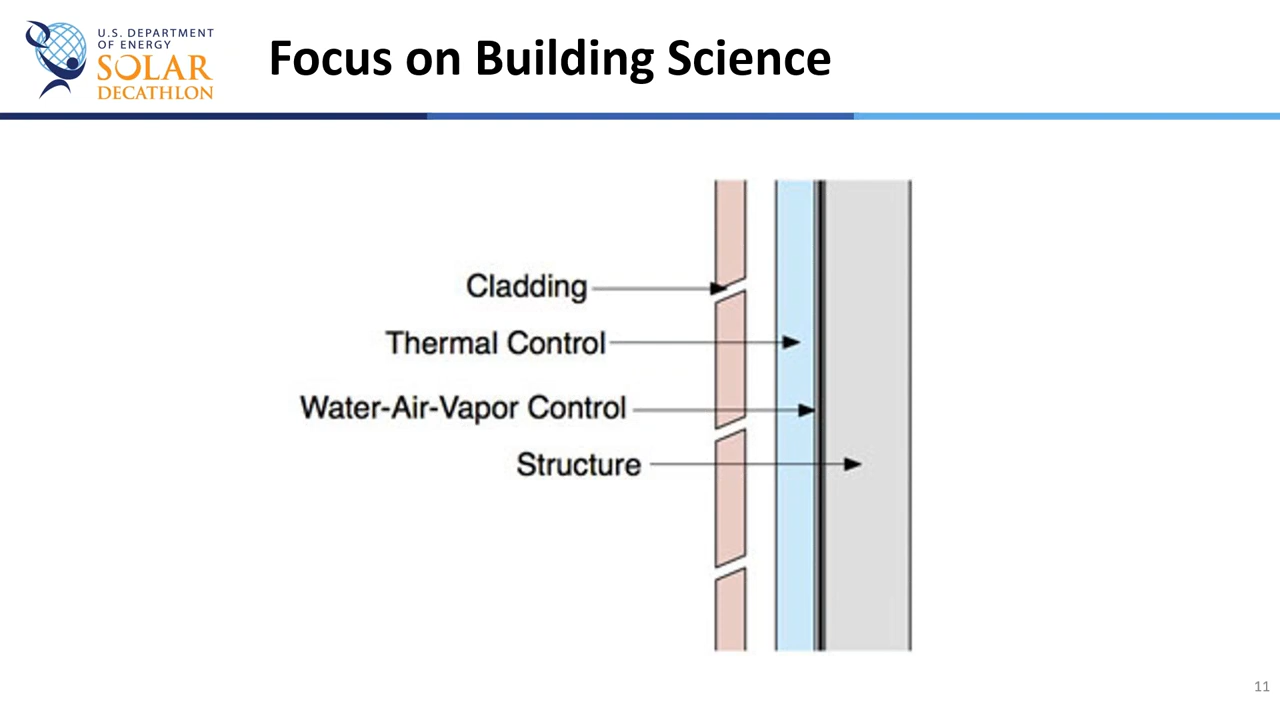 U.S. DEPARTMENT
OF ENERGY
SOLAR
DECATHLON
Focus on Building Science
Cladding
Thermal Control
Water-Air-Vapor Control
Structure
11